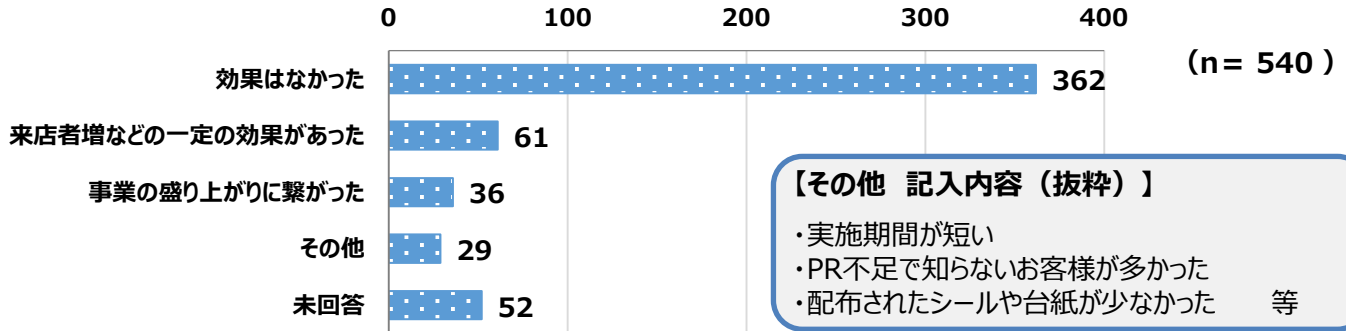 0 100 200 300 400
(n= 540 )
効果はなかった 362
来店者増などの一定の効果があった 61
事業の盛り上がりに繋がった 36
その他 29
未回答 52
【その他 記入内容（抜粋）】
・実施期間が短い
・PR不足で知らないお客様が多かった
・配布されたシールや台紙が少なかった 等